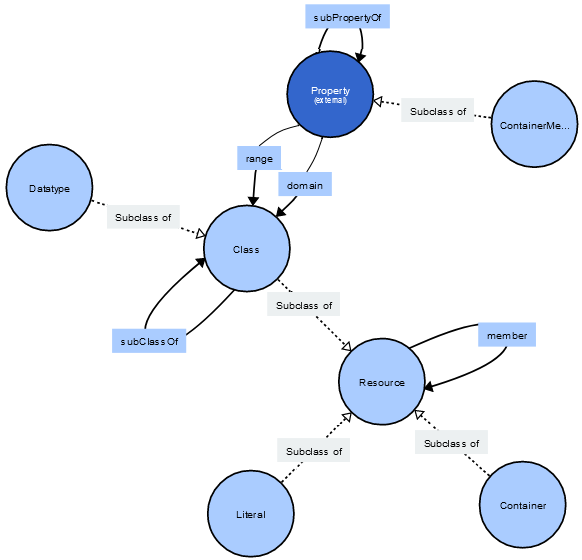 subPropertyOf
Property
(external)
Subclass of
ContainerMe...
range
domain
Datatype
Subclass of
Class
Subclass of
subClassOf
member
Resource
Subclass of
Subclass of
Literal
Container